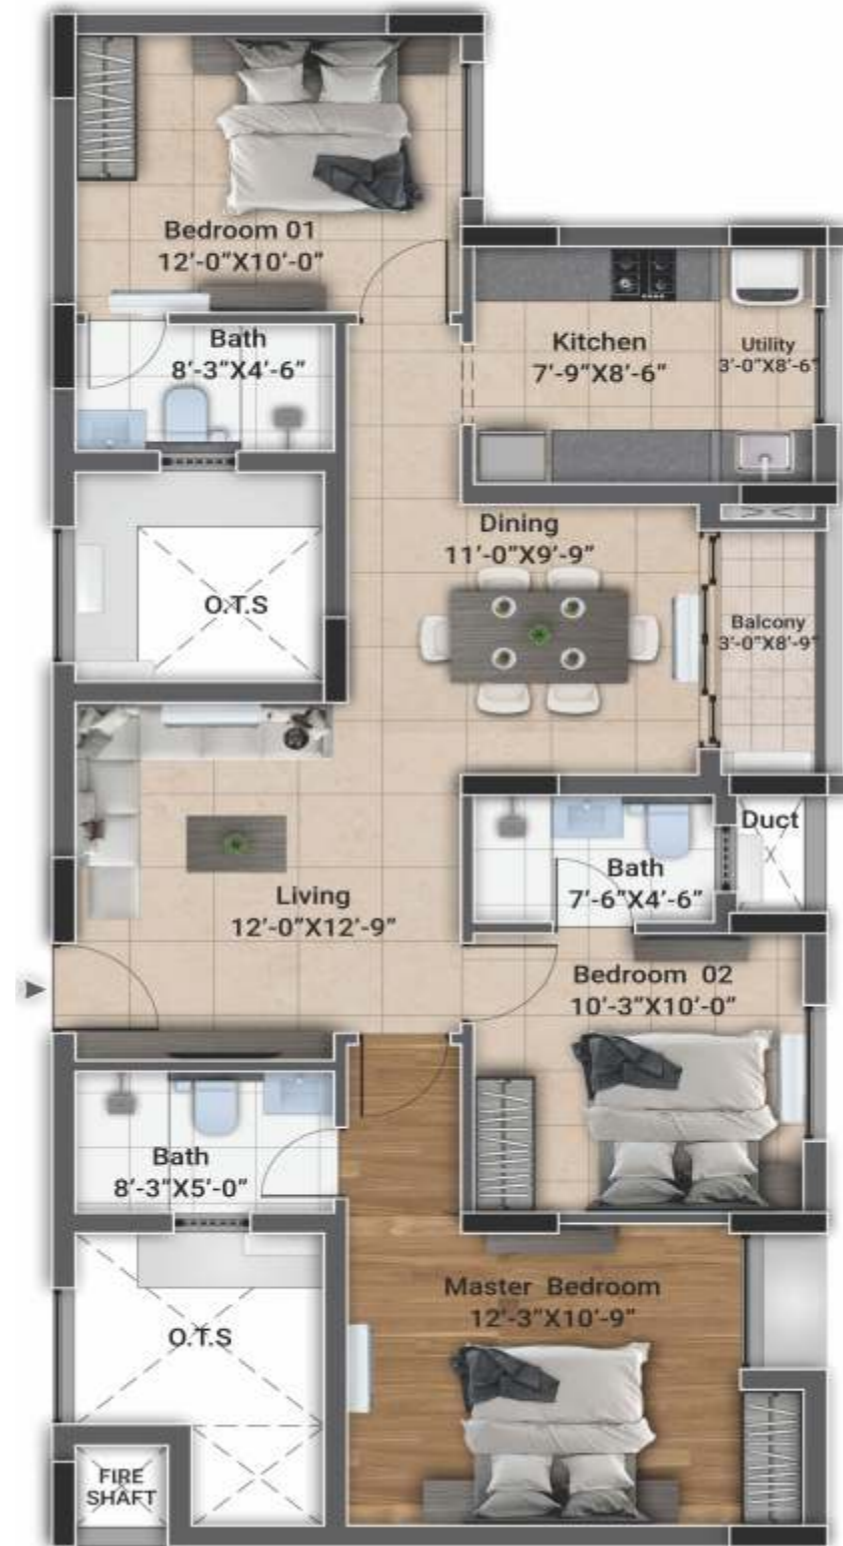 Bedroom 01
12'-0"X10'-0"
Bath
8'-3"X4'-6"
Kitchen
7'-9"X8'-6"
Utility
3'-0"X8'-6"
Dining
11'-0"X9'-9"
O.T.S
Balcony
3'-0"X8'-9"
Duct
Bath
7'-6"X4'-6"
Living
12'-0"X12'-9"
Bedroom 02
10'-3"X10'-0"
Bath
8'-3"X5'-0"
Master Bedroom
12'-3"X10'-9"
O.T.S
FIRE
SHAFT